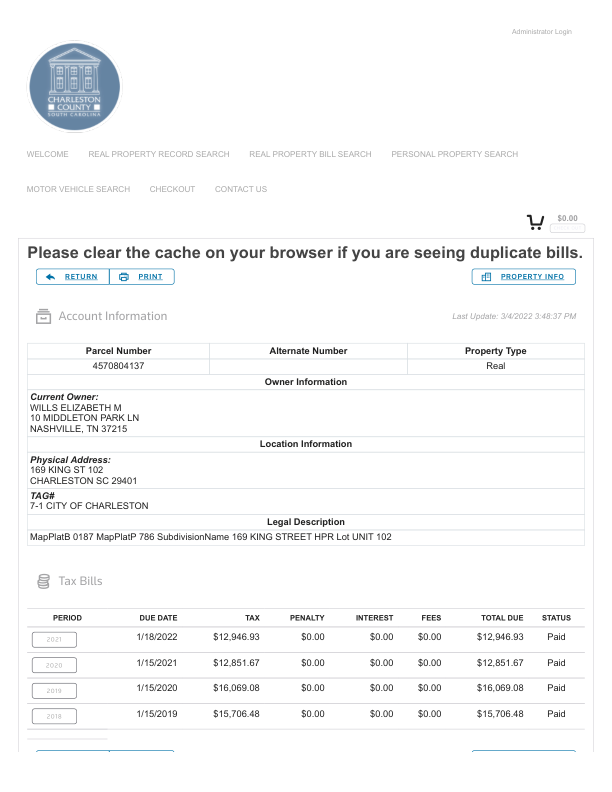 Administrator Login
CHARLESTON
COUNTY
SOUTH CAROLINA
WELCOME REAL PROPERTY RECORD SEARCH REAL PROPERTY BILL SEARCH PERSONAL PROPERTY SEARCH
MOTOR VEHICLE SEARCH CHECKOUT CONTACT US
$0.00
Please clear the cache on your browser if you are seeing duplicate bills.
RETURN PRINT PROPERTY INFO
Account Information Last Update: 3/4/2022 3:48:37 PM
Parcel Number Alternate Number Property Type
4570804137 Real
Owner Information
Current Owner:
WILLS ELIZABETH M
10 MIDDLETON PARK LN
NASHVILLE, TN 37215
Location Information
Physical Address:
169 KING ST 102
CHARLESTON SC 29401
TAG#
7-1 CITY OF CHARLESTON
Legal Description
MapPlatB 0187 MapPlatP 786 SubdivisionName 169 KING STREET HPR Lot UNIT 102
Tax Bills
PERIOD DUE DATE TAX PENALTY INTEREST FEES TOTAL DUE STATUS
2021 1/18/2022 $12,946.93 $0.00 $0.00 $0.00 $12,946.93 Paid
2020 1/15/2021 $12,851.67 $0.00 $0.00 $0.00 $12,851.67 Paid
2019 1/15/2020 $16,069.08 $0.00 $0.00 $0.00 $16,069.08 Paid
2018 1/15/2019 $15,706.48 $0.00 $0.00 $0.00 $15,706.48 Paid